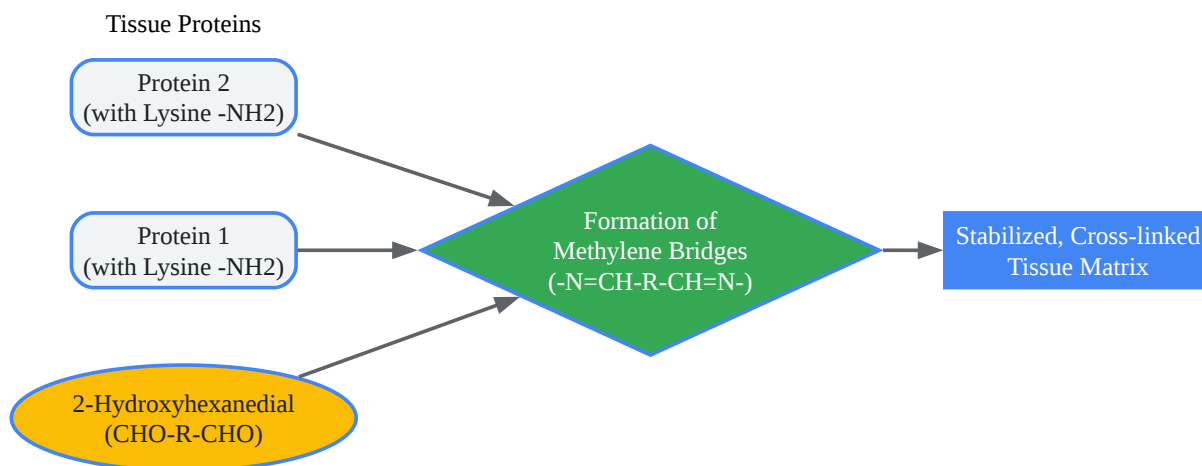 Tissue Proteins
Protein 2
(with Lysine -NH2)
Protein 1
(with Lysine -NH2)
2-Hydroxyhexanedial
(CHO-R-CHO)
Formation of
Methylene Bridges
(-N=CH-R-CH=N-)
Stabilized, Cross-linked
Tissue Matrix